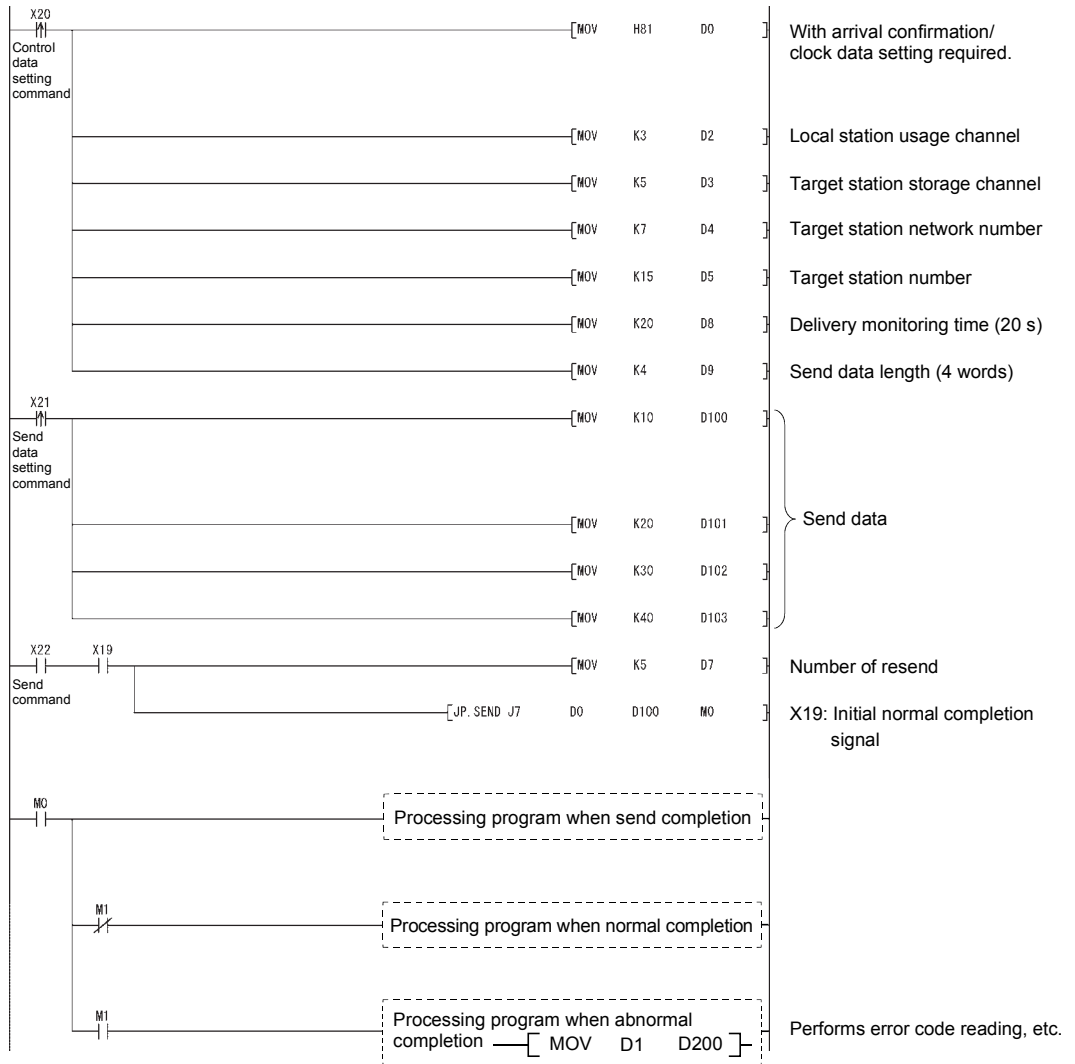 X20
[MOV H81 D0 ]
With arrival confirmation/
clock data setting required.
Control
data
setting
command
[MOV K3 D2 ]
Local station usage channel
[MOV K5 D3 ]
Target station storage channel
[MOV K7 D4 ]
Target station network number
[MOV K15 D5 ]
Target station number
[MOV K20 D8 ]
Delivery monitoring time (20 s)
[MOV K4 D9 ]
Send data length (4 words)
X21
[MOV K10 D100 ]
Send
data
setting
command
[MOV K20 D101 ]
Send data
[MOV K30 D102 ]
[MOV K40 D103 ]
X22 X19
[MOV K5 D7 ]
Number of resend
Send
command
[JP.SEND J7 D0 D100 M0 ]
X19: Initial normal completion
signal
M0
Processing program when send completion
M1
Processing program when normal completion
M1
Processing program when abnormal
completion [ MOV D1 D200 ]
Performs error code reading, etc.